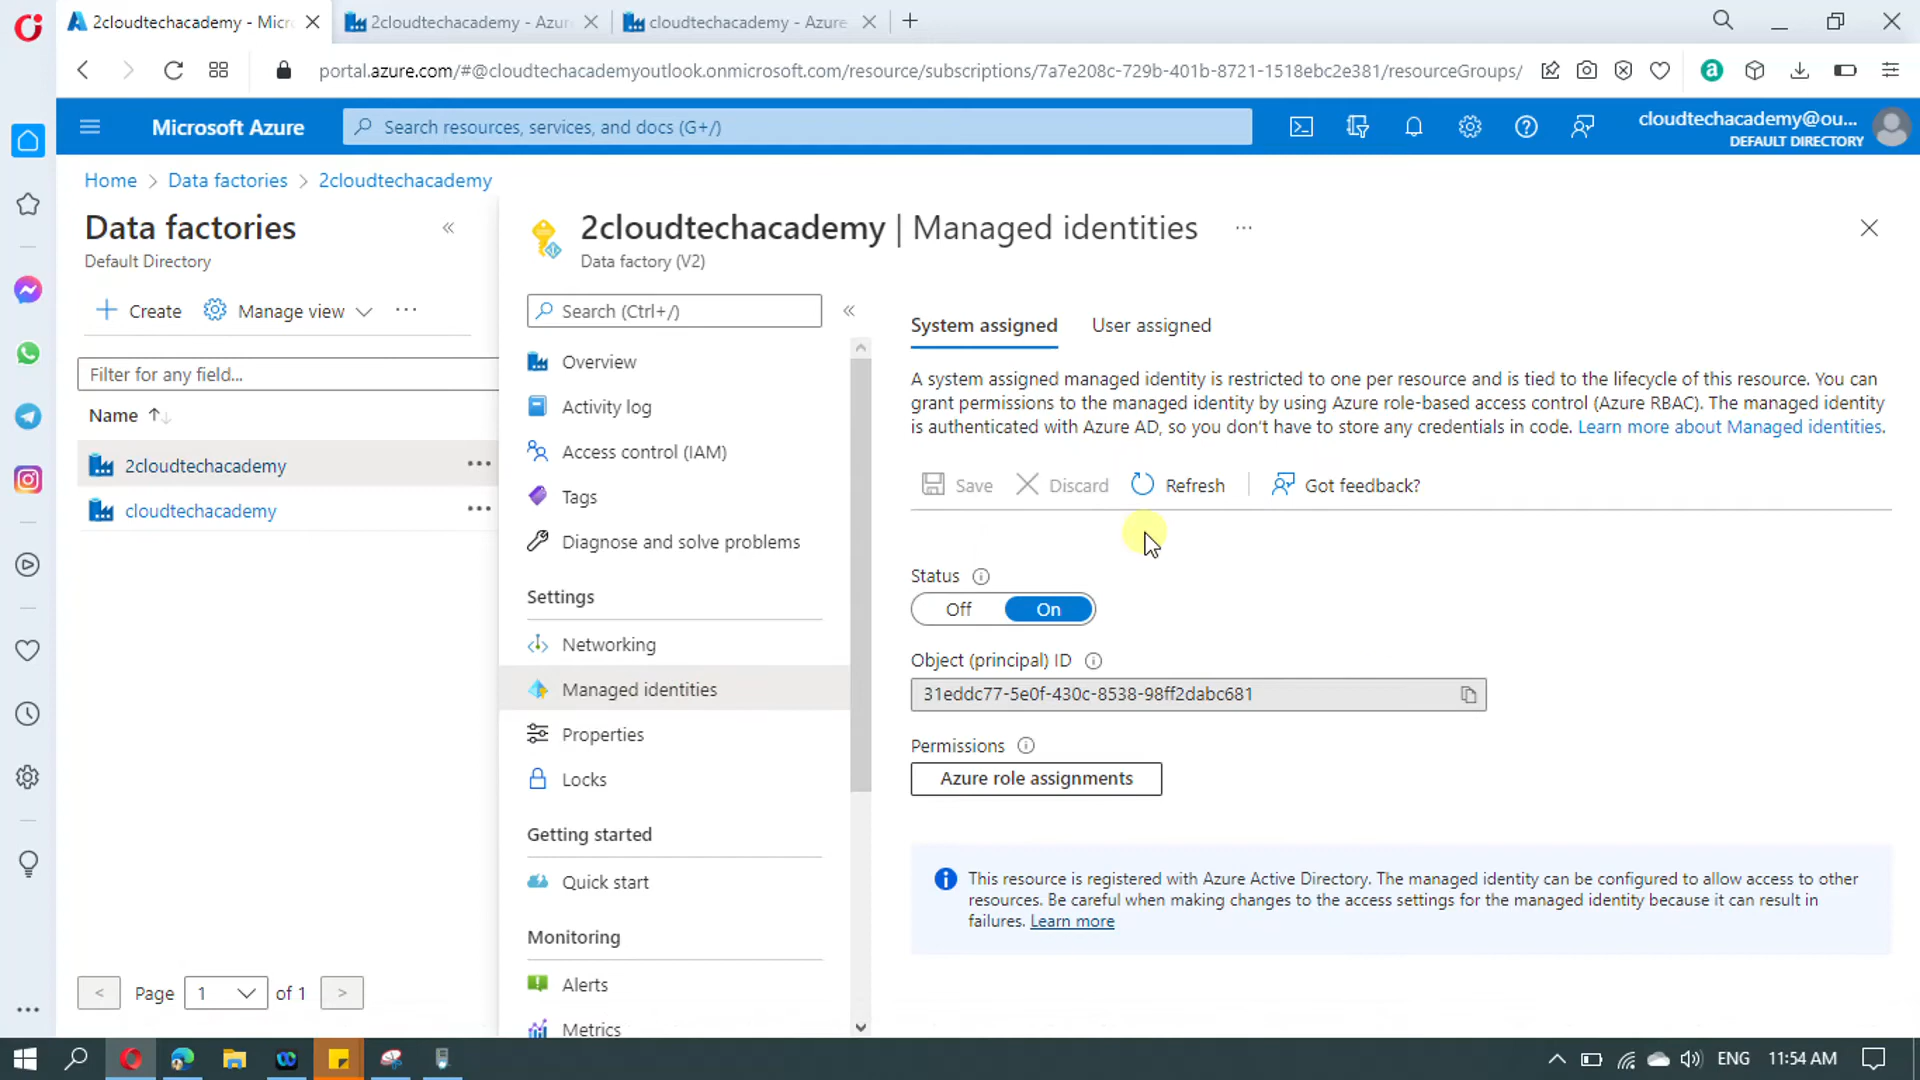 2cloudtechacademy - Micr
2cloudtechacademy - Azur
cloudtechacademy - Azure
portal.azure.com/#@cloudtechacademyoutlook.onmicrosoft.com/resource/subscriptions/7a7e208c-729b-401b-8721-1518ebc2e381/resourceGroups/
Microsoft Azure
Search resources, services, and docs (G+/)
cloudtechacademy@ou...
DEFAULT DIRECTORY
Home > Data factories > 2cloudtechacademy
Data factories
Default Directory
Create
Manage view
Filter for any field...
Name
2cloudtechacademy
cloudtechacademy
< Page 1 of 1 >
2cloudtechacademy | Managed identities
Data factory (V2)
Search (Ctrl+/)
Overview
Activity log
Access control (IAM)
Tags
Diagnose and solve problems
Settings
Networking
Managed identities
Properties
Locks
Getting started
Quick start
Monitoring
Alerts
Metrics
System assigned
User assigned
A system assigned managed identity is restricted to one per resource and is tied to the lifecycle of this resource. You can
grant permissions to the managed identity by using Azure role-based access control (Azure RBAC). The managed identity
is authenticated with Azure AD, so you don't have to store any credentials in code. Learn more about Managed identities.
Save
Discard
Refresh
Got feedback?
Status
Off
On
Object (principal) ID
31eddc77-5e0f-430c-8538-98ff2dabc681
Permissions
Azure role assignments
This resource is registered with Azure Active Directory. The managed identity can be configured to allow access to other
resources. Be careful when making changes to the access settings for the managed identity because it can result in
failures. Learn more
ENG
11:54 AM